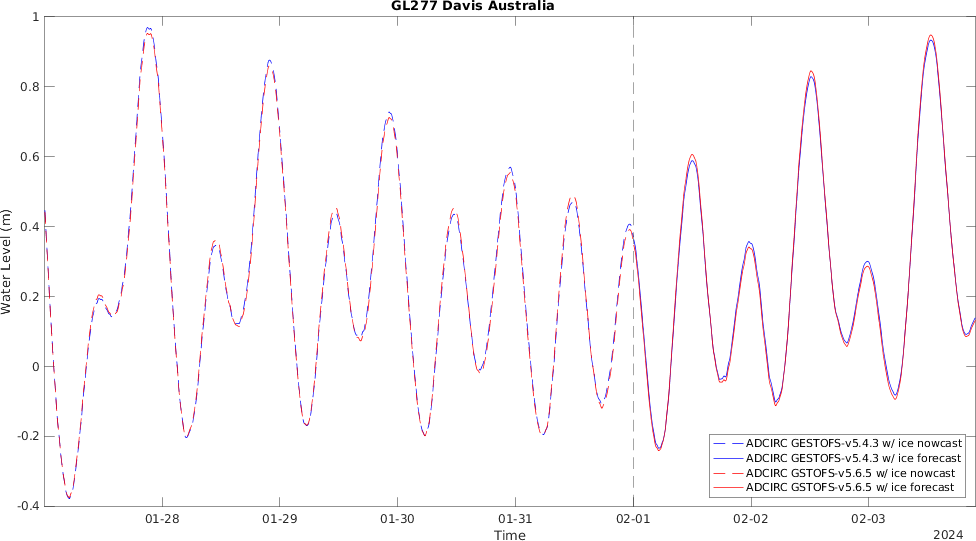 GL277 Davis Australia
1
0.8
0.6
0.4
0.2
0
-0.2
-0.4
Water Level (m)
01-28 01-29 01-30 01-31 02-01 02-02 02-03
Time
2024
ADCIRC GESTOFS-v5.4.3 w/ ice nowcast
ADCIRC GESTOFS-v5.4.3 w/ ice forecast
ADCIRC GSTOFS-v5.6.5 w/ ice nowcast
ADCIRC GSTOFS-v5.6.5 w/ ice forecast